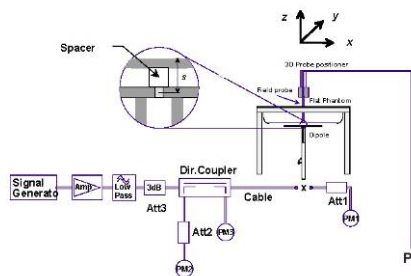 z
y
x
Spacer
s
3D Probe positioner
Field probe
Flat Phantom
Dipole
Signal
Generato
Amp
Low
Pass
3dB
Att3
Dir.Coupler
Cable
x
Att1
PM1
Att2
PM3
PM2
P